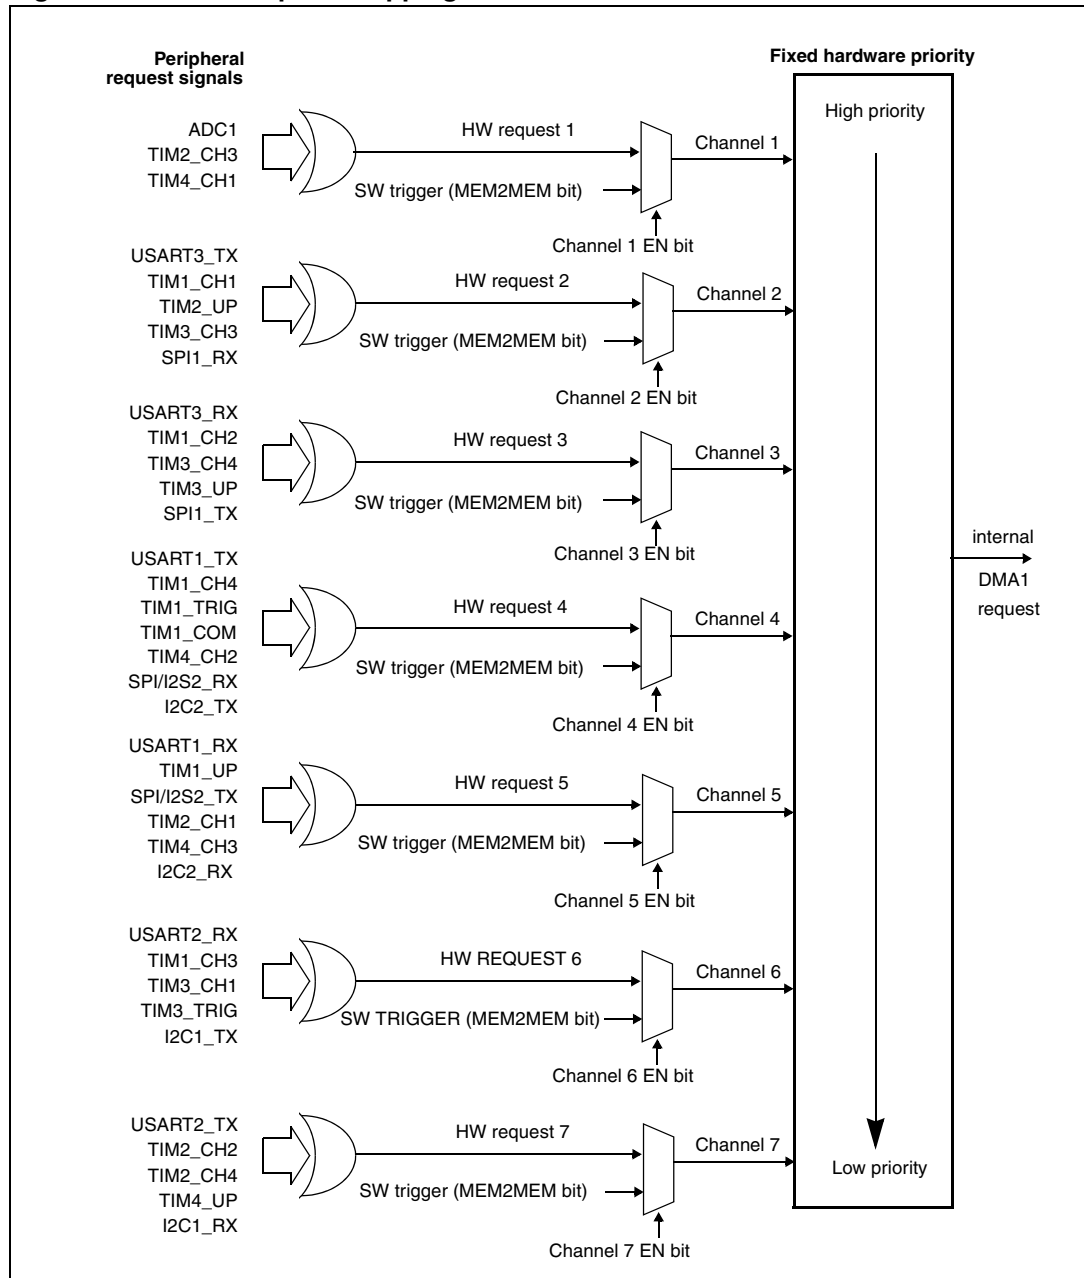 Peripheral
request signals
Fixed hardware priority
High priority
ADC1
TIM2_CH3
TIM4_CH1
HW request 1
SW trigger (MEM2MEM bit)
Channel 1
Channel 1 EN bit
USART3_TX
TIM1_CH1
TIM2_UP
TIM3_CH3
SPI1_RX
HW request 2
SW trigger (MEM2MEM bit)
Channel 2
Channel 2 EN bit
USART3_RX
TIM1_CH2
TIM3_CH4
TIM3_UP
SPI1_TX
HW request 3
SW trigger (MEM2MEM bit)
Channel 3
Channel 3 EN bit
internal
DMA1
request
USART1_TX
TIM1_CH4
TIM1_TRIG
TIM1_COM
TIM4_CH2
SPI/I2S2_RX
I2C2_TX
HW request 4
SW trigger (MEM2MEM bit)
Channel 4
Channel 4 EN bit
USART1_RX
TIM1_UP
SPI/I2S2_TX
TIM2_CH1
TIM4_CH3
I2C2_RX
HW request 5
SW trigger (MEM2MEM bit)
Channel 5
Channel 5 EN bit
USART2_RX
TIM1_CH3
TIM3_CH1
TIM3_TRIG
I2C1_TX
HW REQUEST 6
SW TRIGGER (MEM2MEM bit)
Channel 6
Channel 6 EN bit
USART2_TX
TIM2_CH2
TIM2_CH4
TIM4_UP
I2C1_RX
HW request 7
SW trigger (MEM2MEM bit)
Channel 7
Channel 7 EN bit
Low priority